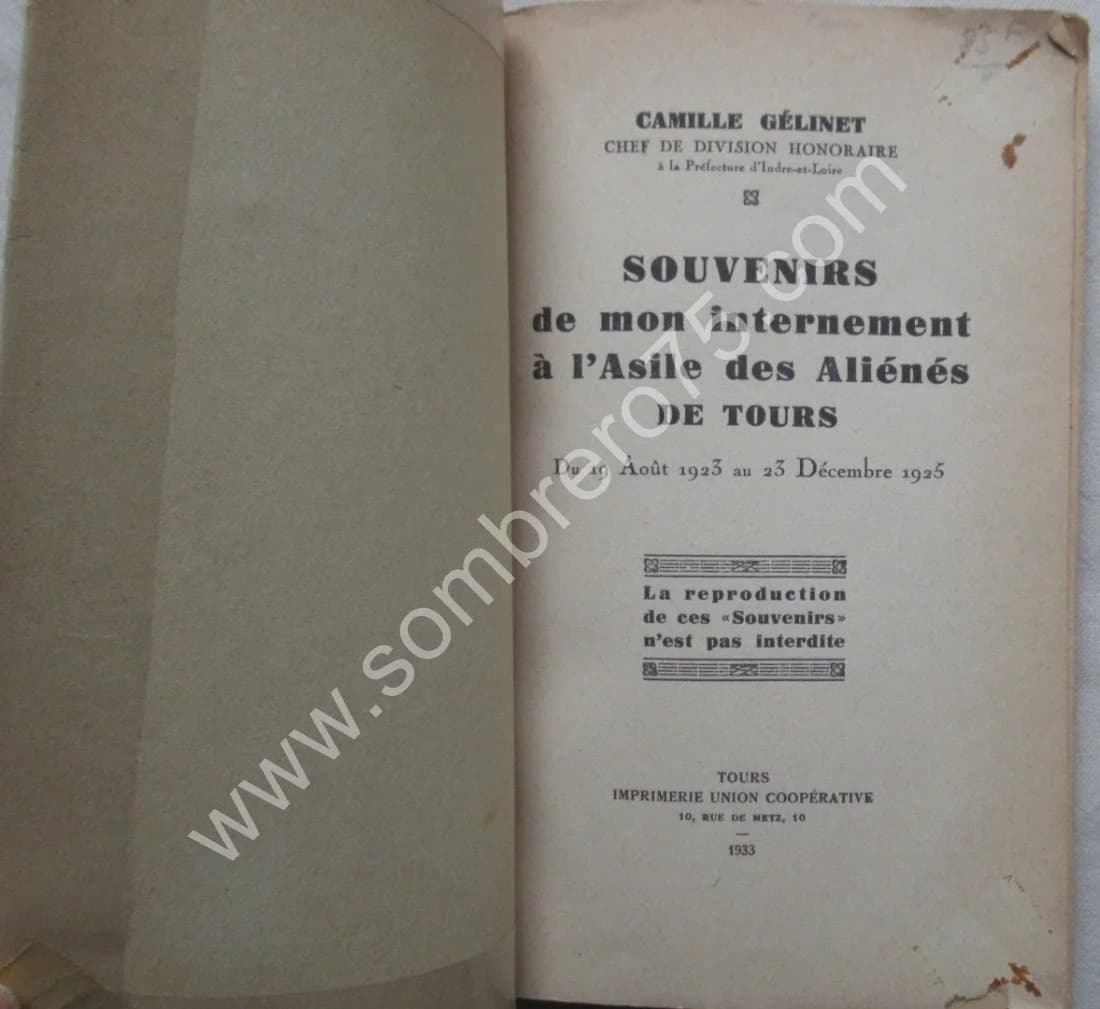 CAMILLE GÉLINET
CHEF DE DIVISION HONORAIRE
à la Préfecture d'Indre-et-Loire
SOUVENIRS
de mon internement
à l'Asile des Aliénés
DE TOURS
Du 19 Août 1923 au 23 Décembre 1925
La reproduction
de ces «Souvenirs»
n'est pas interdite
TOURS
IMPRIMERIE UNION COOPÉRATIVE
10, RUE DE METZ, 10
1933
www.sombrero75.com